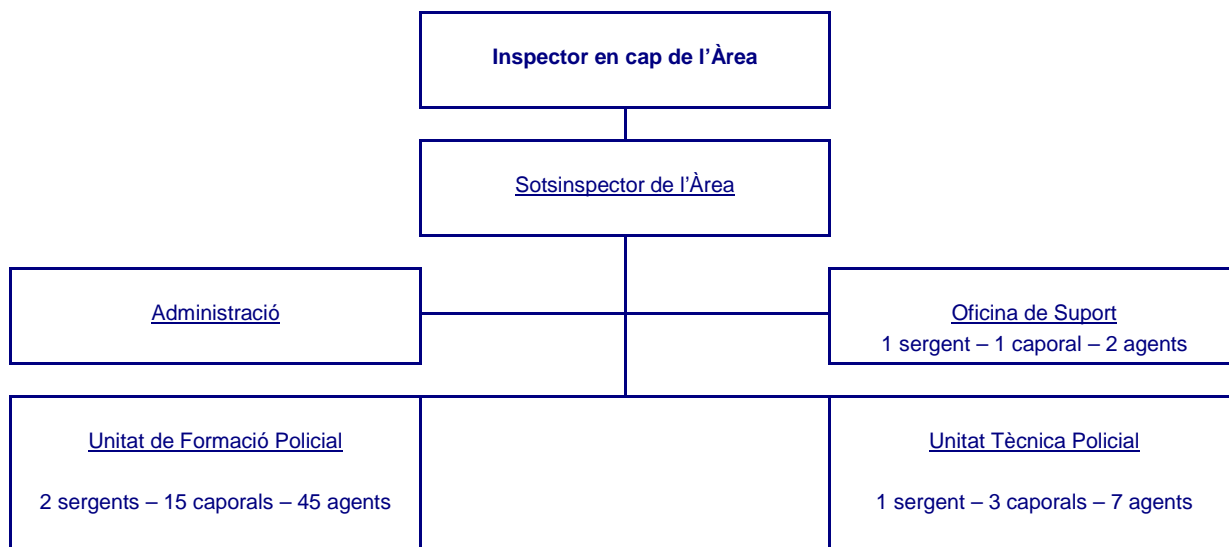 Inspector en cap de l’Àrea
Sotsinspector de l’Àrea
Administració
Oficina de Suport
1 sergent – 1 caporal – 2 agents
Unitat de Formació Policial
2 sergents – 15 caporals – 45 agents
Unitat Tècnica Policial
1 sergent – 3 caporals – 7 agents